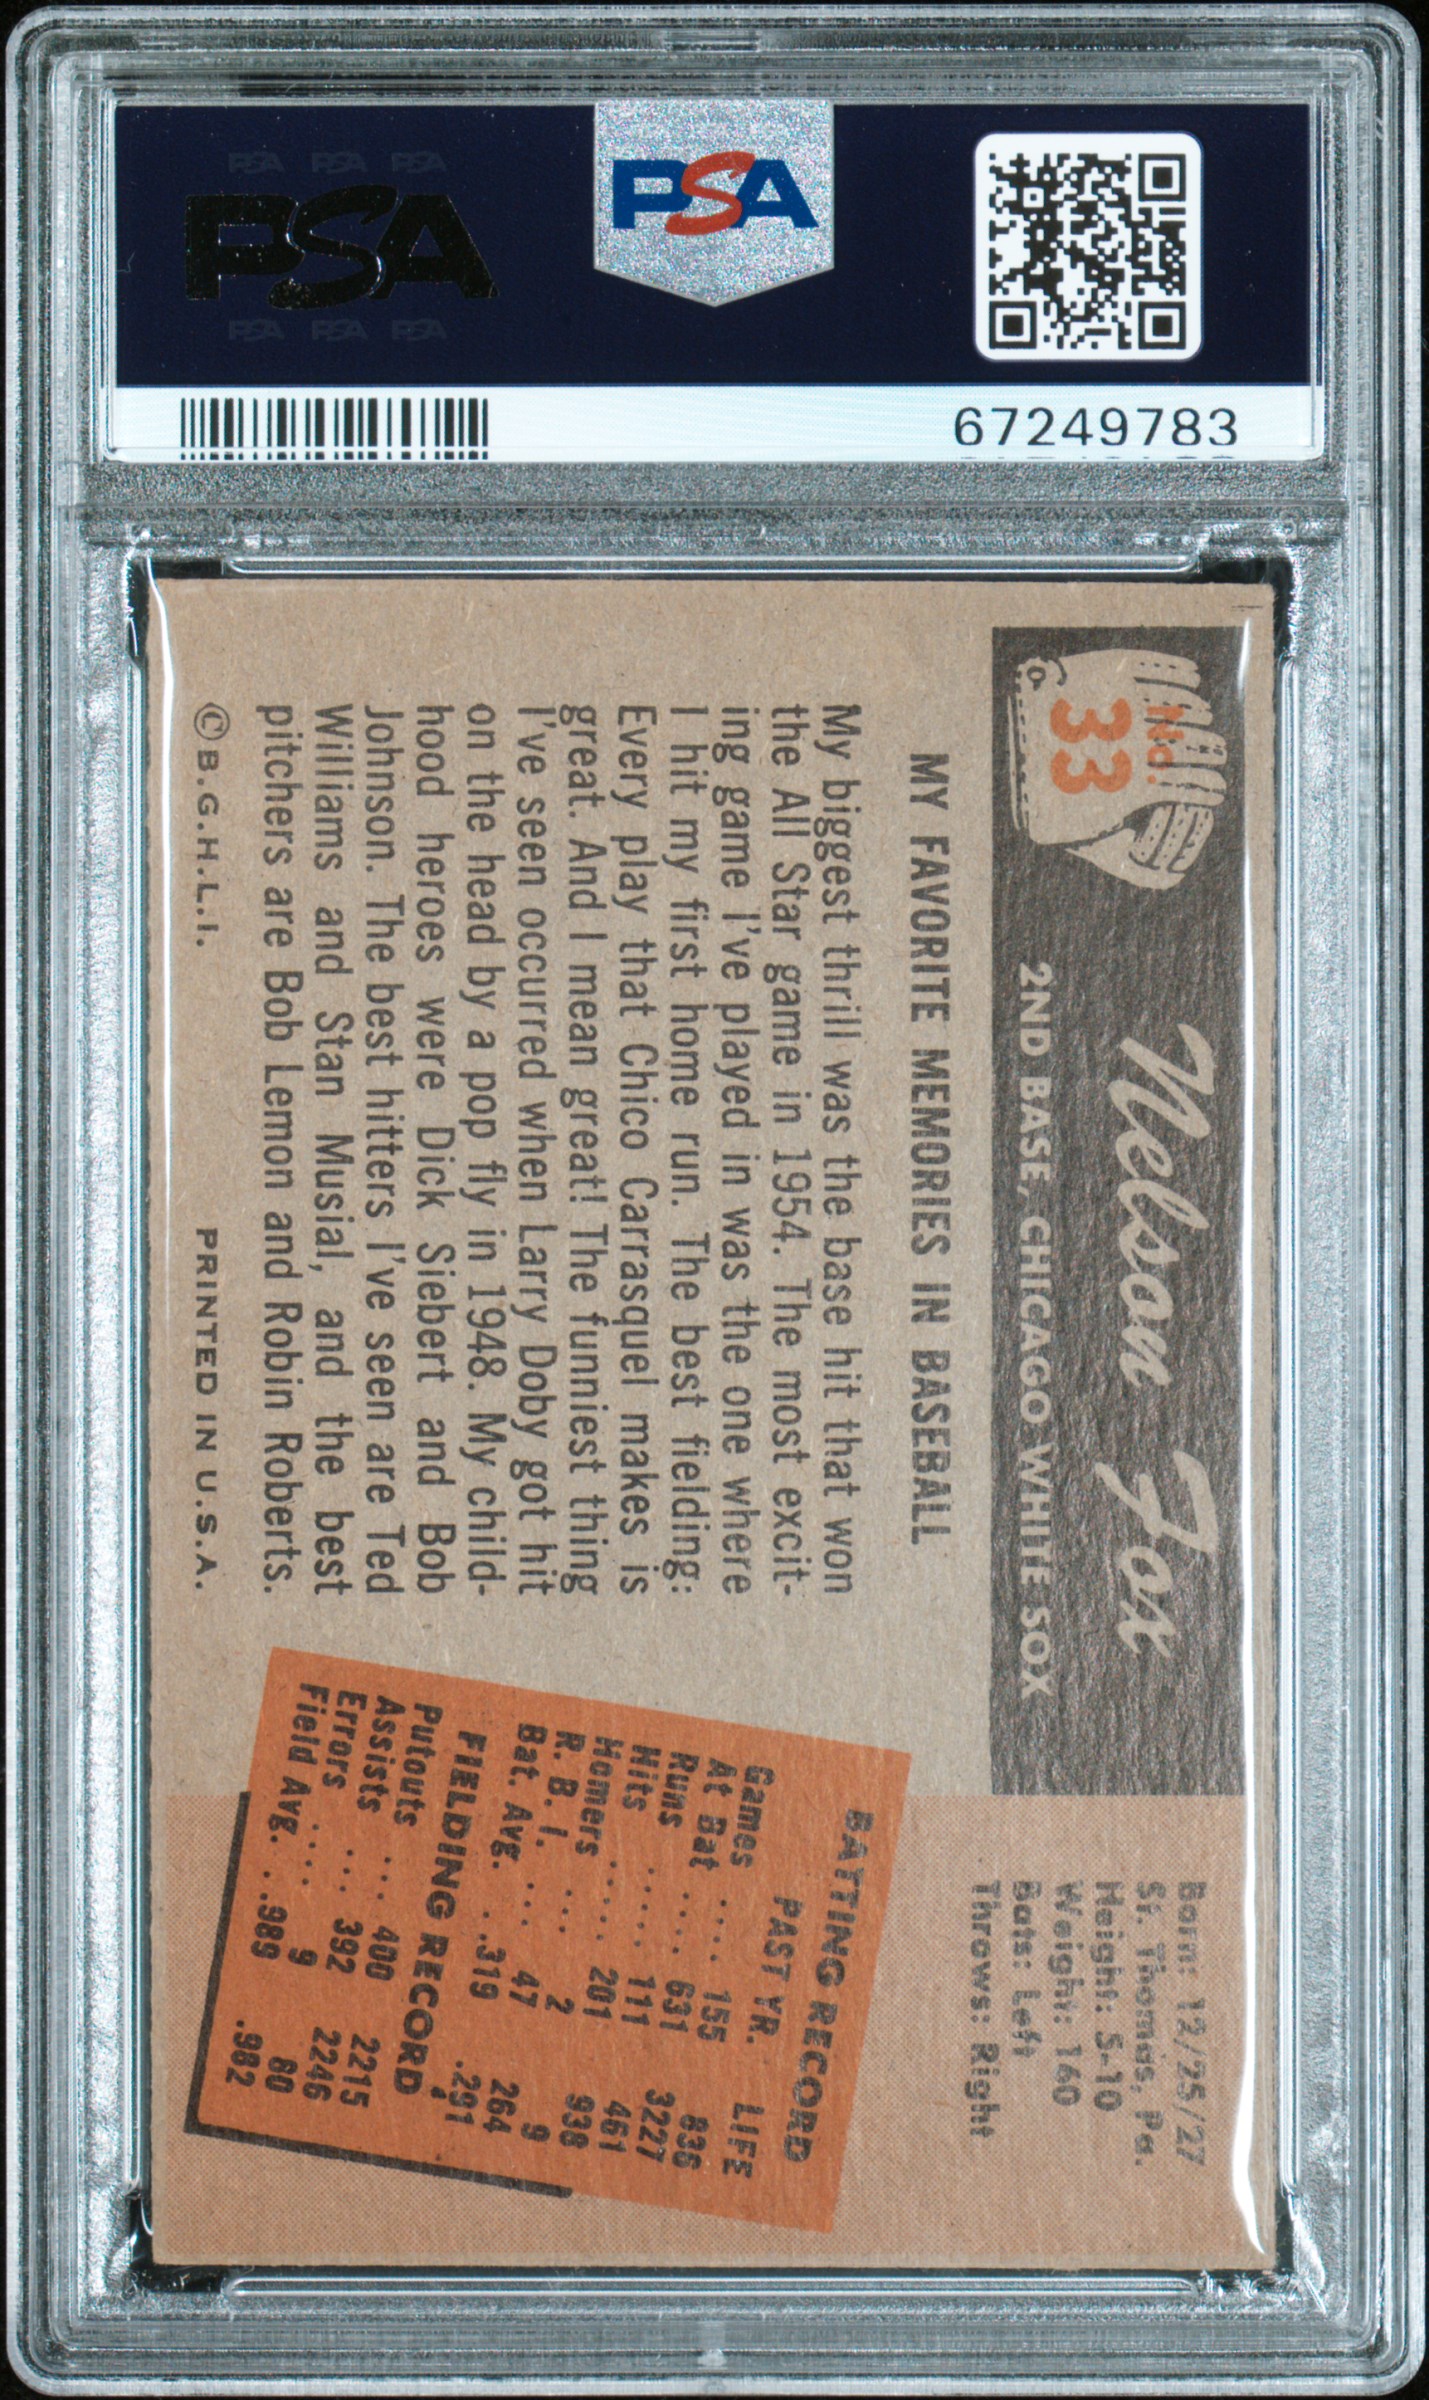 PSA PSA PSA
PSA
PSA PSA PSA
PSA
67249783
No.
33
Nelson Fox
2ND BASE, CHICAGO WHITE SOX
Born: 12/25/27
St. Thomas, Pa.
Height: 5-10
Weight: 160
Bats: Left
Throws: Right
MY FAVORITE MEMORIES IN BASEBALL
My biggest thrill was the base hit that won
the All Star game in 1954. The most excit-
ing game I've played in was the one where
I hit my first home run. The best fielding:
Every play that Chico Carrasquel makes is
great. And I mean great! The funniest thing
I've seen occurred when Larry Doby got hit
on the head by a pop fly in 1948. My child-
hood heroes were Dick Siebert and Bob
Johnson. The best hitters I've seen are Ted
Williams and Stan Musial, and the best
pitchers are Bob Lemon and Robin Roberts.
© B.G.H.L.I. PRINTED IN U.S.A.
BATTING RECORD
PAST YR. LIFE
Games .... 155 836
At Bat .... 631 3227
Runs ..... 111 461
Hits ..... 201 938
Homers ... 2 9
R. B. I. .... 47 264
Bat. Avg. . .319 .291
FIELDING RECORD
Putouts .... 400 2215
Assists ... 392 2246
Errors .... 9 80
Field Avg. . .989 .982